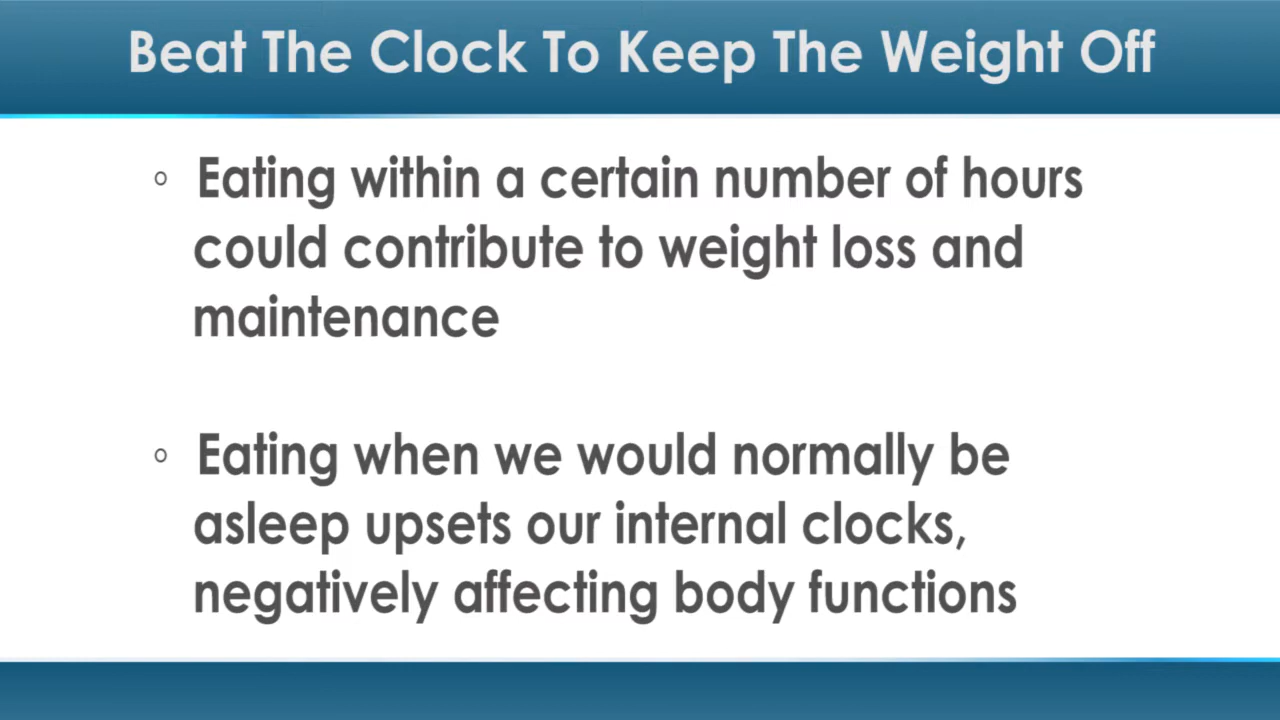 Beat The Clock To Keep The Weight Off
◦ Eating within a certain number of hours
could contribute to weight loss and
maintenance
◦ Eating when we would normally be
asleep upsets our internal clocks,
negatively affecting body functions